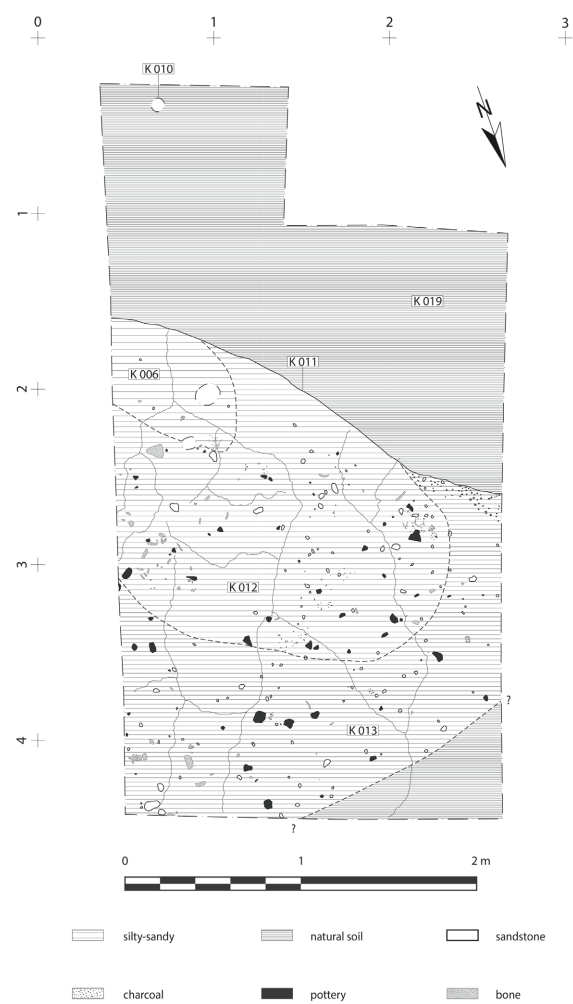 0 1 2 3
K 010
N
1
K 019
K 011
K 006
2
3
K 012
?
K 013
4
?
0 1 2 m
silty-sandy natural soil sandstone
charcoal pottery bone